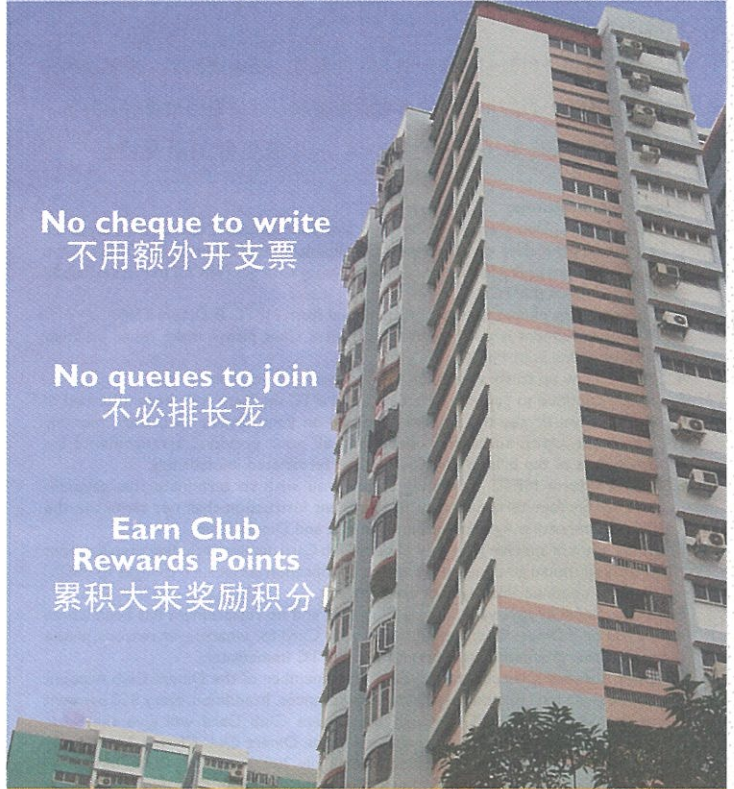 No cheque to write
不用额外开支票
No queues to join
不必排长龙
Earn Club
Rewards Points
累积大来奖励积分!